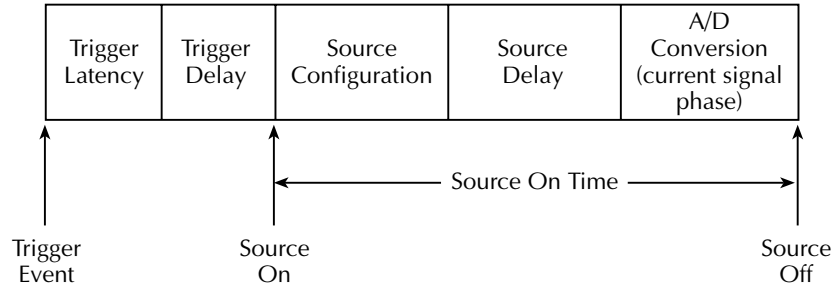 Trigger
Latency
Trigger
Delay
Source
Configuration
Source
Delay
A/D
Conversion
(current signal
phase)
Source On Time
Trigger
Event
Source
On
Source
Off